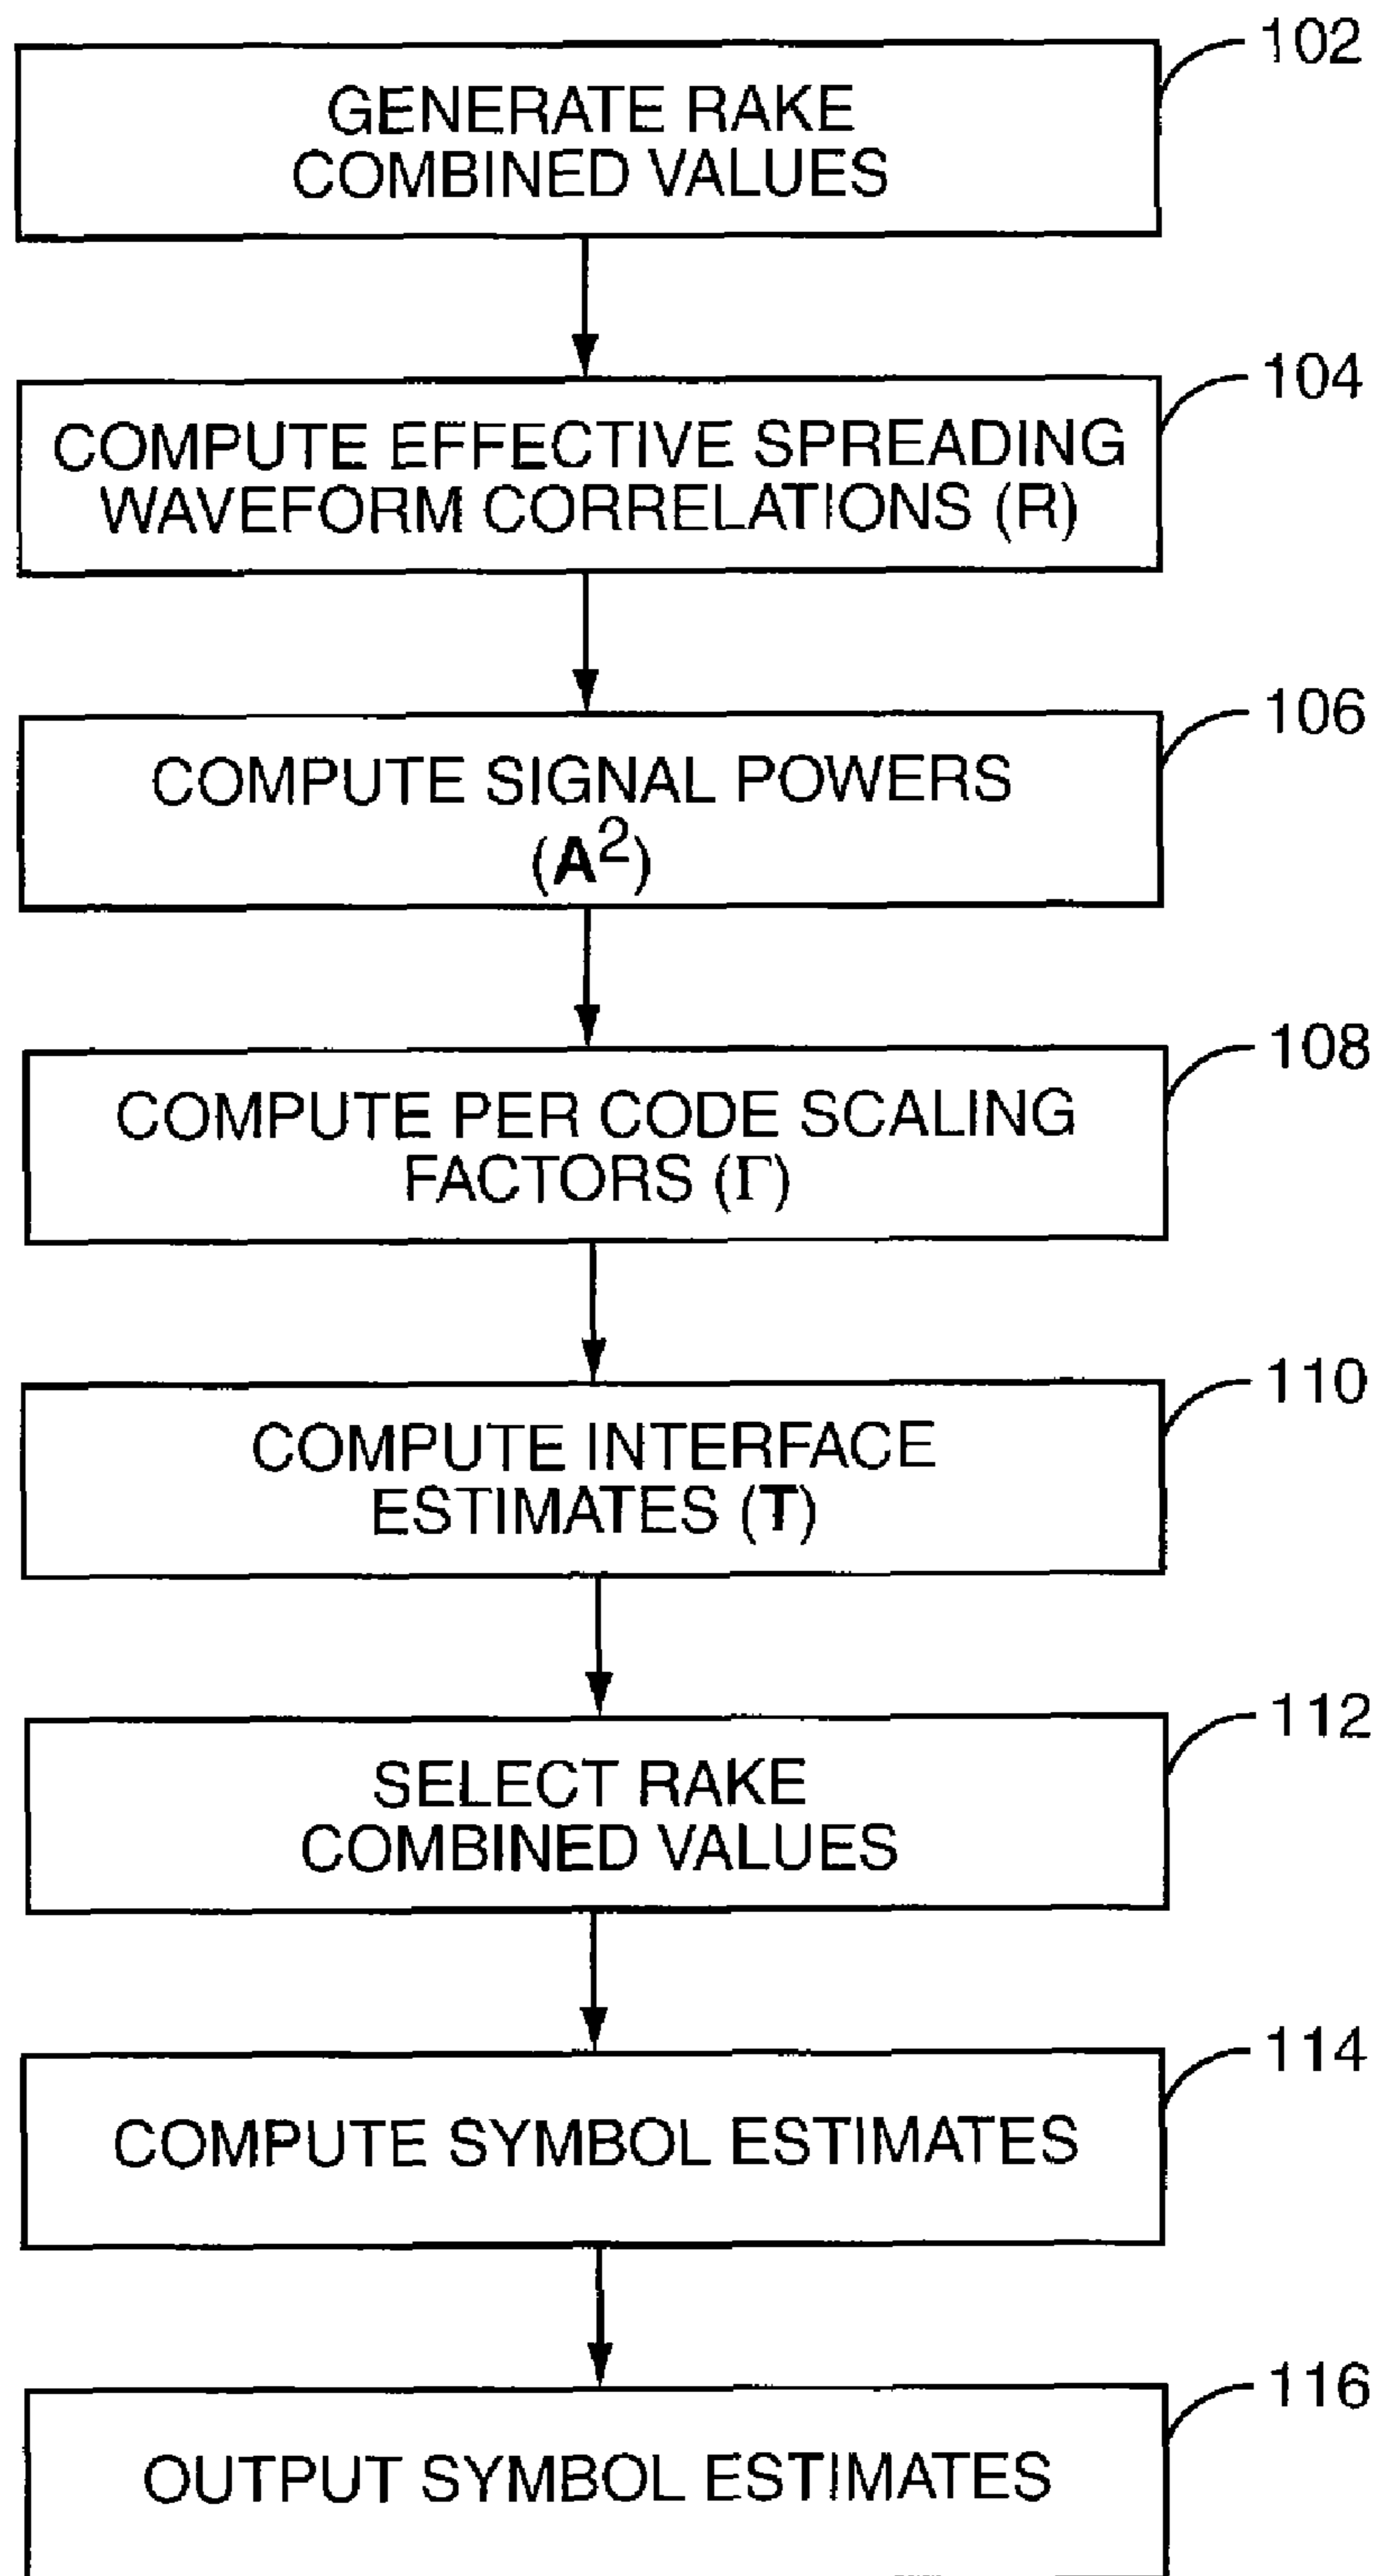 102
GENERATE RAKE
COMBINED VALUES
104
COMPUTE EFFECTIVE SPREADING
WAVEFORM CORRELATIONS (R)
106
COMPUTE SIGNAL POWERS
(A²)
108
COMPUTE PER CODE SCALING
FACTORS (Γ)
110
COMPUTE INTERFACE
ESTIMATES (T)
112
SELECT RAKE
COMBINED VALUES
114
COMPUTE SYMBOL ESTIMATES
116
OUTPUT SYMBOL ESTIMATES